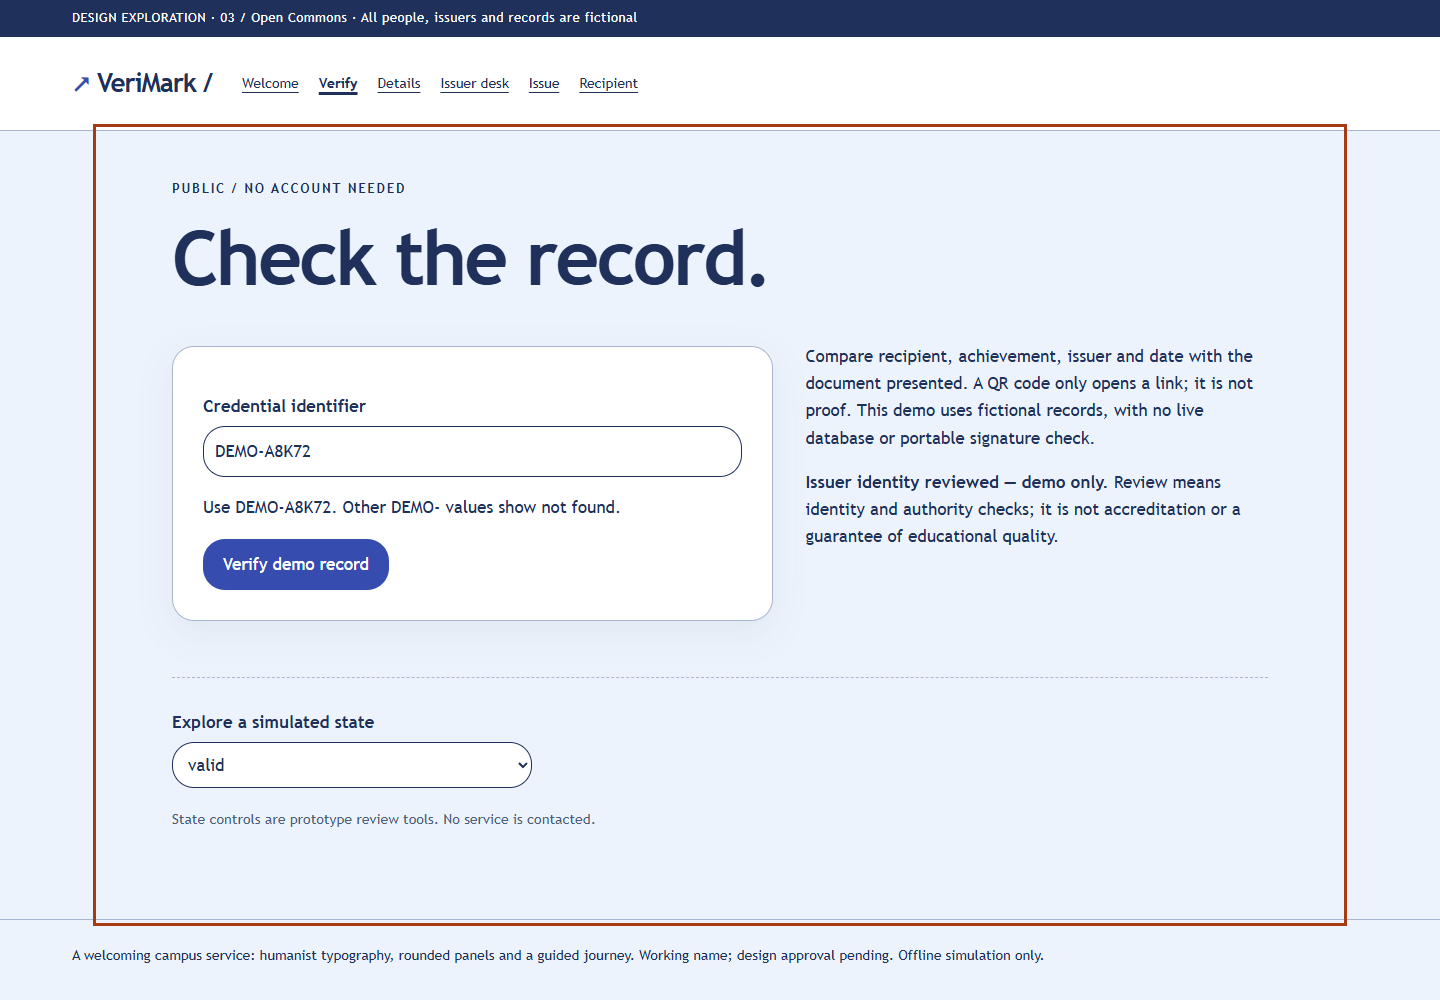 DESIGN EXPLORATION · 03 / Open Commons · All people, issuers and records are fictional
↗ VeriMark /
Welcome Verify Details Issuer desk Issue Recipient
PUBLIC / NO ACCOUNT NEEDED
Check the record.
Credential identifier
DEMO-A8K72
Use DEMO-A8K72. Other DEMO- values show not found.
Verify demo record
Compare recipient, achievement, issuer and date with the
document presented. A QR code only opens a link; it is not
proof. This demo uses fictional records, with no live
database or portable signature check.
Issuer identity reviewed — demo only. Review means
identity and authority checks; it is not accreditation or a
guarantee of educational quality.
Explore a simulated state
valid
State controls are prototype review tools. No service is contacted.
A welcoming campus service: humanist typography, rounded panels and a guided journey. Working name; design approval pending. Offline simulation only.